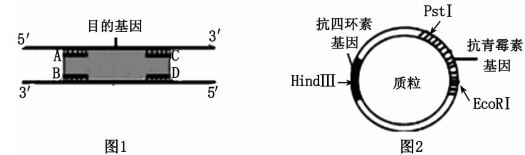 目的基因
5′ 3′
A C
B D
3′ 5′
图1
PstⅠ
抗四环素
基因
抗青霉素
基因
HindⅢ
质粒
EcoRⅠ
图2